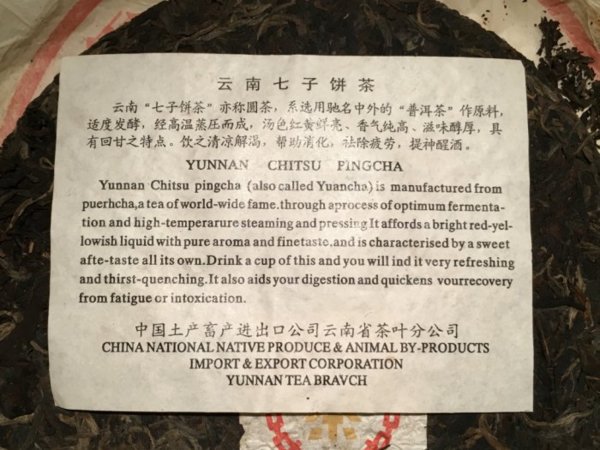 云南七子饼茶
云南“七子饼茶”亦称圆茶，系选用驰名中外的“普洱茶”作原料，
适度发酵，经高温蒸压而成，汤色红黄鲜亮、香气纯高、滋味醇厚，具
有回甘之特点。饮之清凉解渴，帮助消化，祛除疲劳，提神醒酒。
YUNNAN CHITSU PINGCHA
Yunnan Chitsu pingcha (also called Yuancha) is manufactured from
puerhcha,a tea of world-wide fame.through aprocess of optimum fermenta-
tion and high-temperarure steaming and pressing It affords a bright red-yel-
lowish liquid with pure aroma and finetaste.and is characterised by a sweet
afte-taste all its own.Drink a cup of this and you will ind it very refreshing
and thirst-quenching.It also aids your digestion and quickens vourrecovery
from fatigue or intoxication.
中国土产畜产进出口公司云南省茶叶分公司
CHINA NATIONAL NATIVE PRODUCE & ANIMAL BY-PRODUCTS
IMPORT & EXPORT CORPORATION
YUNNAN TEA BRAVCH